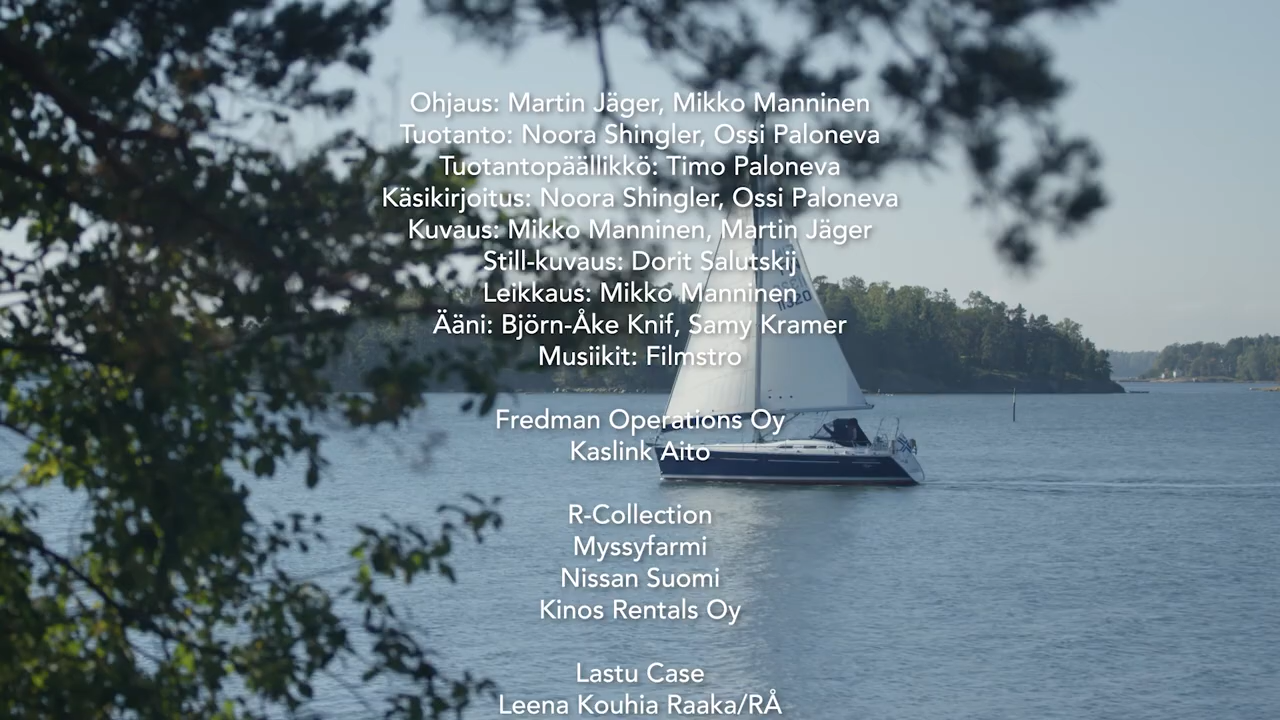 Ohjaus: Martin Jäger, Mikko Manninen
Tuotanto: Noora Shingler, Ossi Paloneva
Tuotantopäällikkö: Timo Paloneva
Käsikirjoitus: Noora Shingler, Ossi Paloneva
Kuvaus: Mikko Manninen, Martin Jäger
Still-kuvaus: Dorit Salutskij
Leikkaus: Mikko Manninen
Ääni: Björn-Åke Knif, Samy Kramer
Musiikit: Filmstro
Fredman Operations Oy
Kaslink Aito
R-Collection
Myssyfarmi
Nissan Suomi
Kinos Rentals Oy
Lastu Case
Leena Kouhia Raaka/RÅ